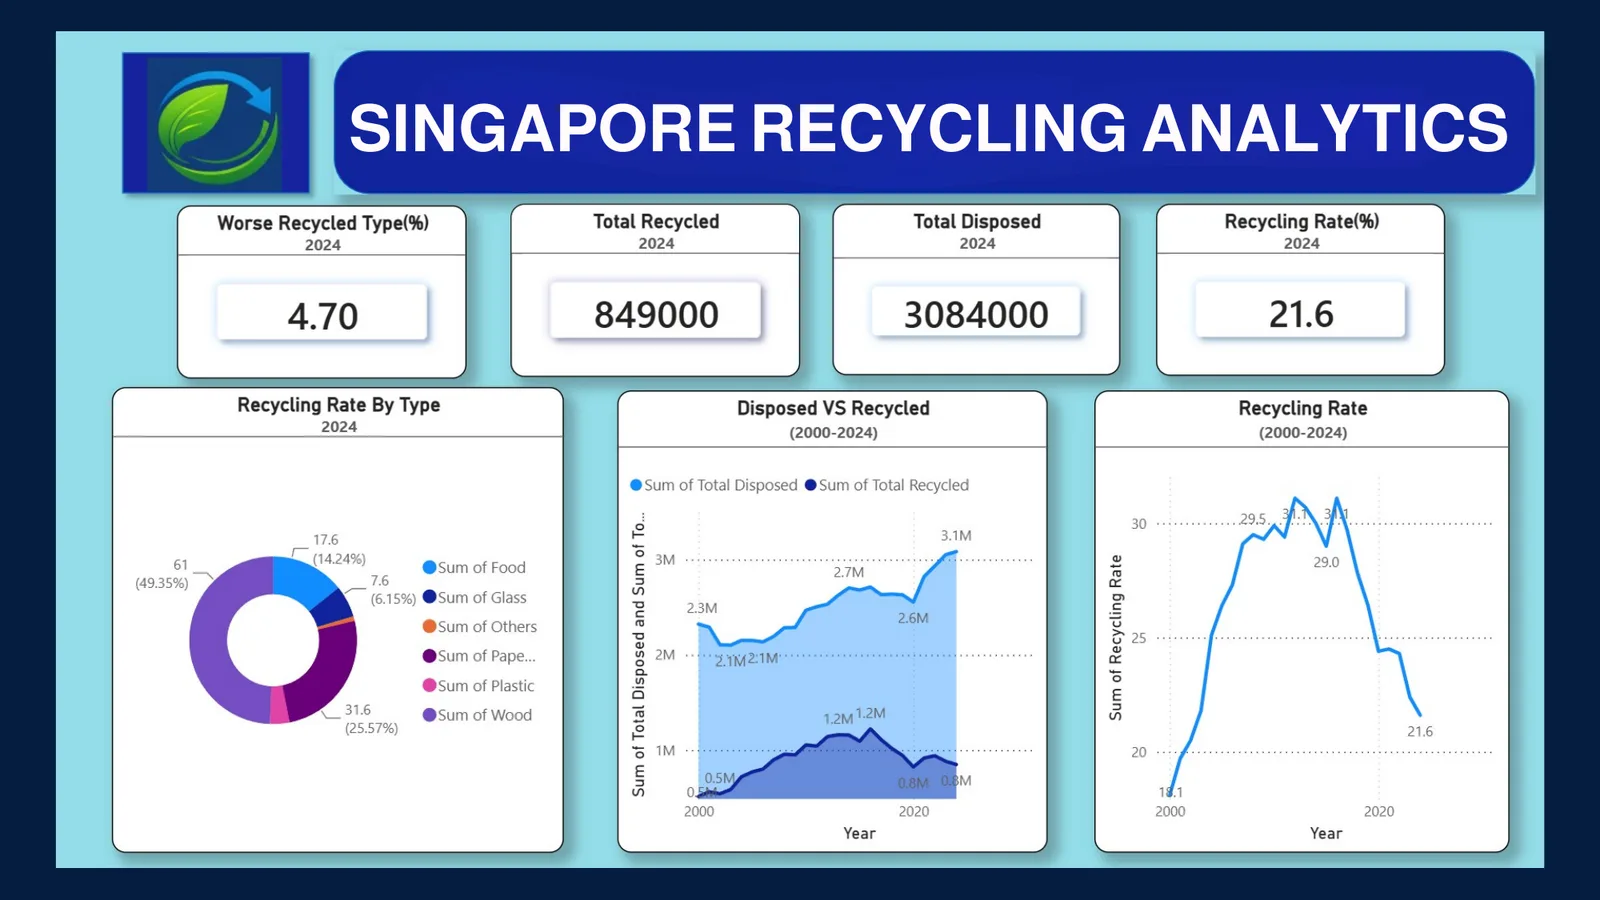 SINGAPORE RECYCLING ANALYTICS
Worse Recycled Type(%)
2024
4.70
Total Recycled
2024
849000
Total Disposed
2024
3084000
Recycling Rate(%)
2024
21.6
Recycling Rate By Type
2024
17.6
(14.24%)
7.6
(6.15%)
31.6
(25.57%)
61
(49.35%)
Sum of Food
Sum of Glass
Sum of Others
Sum of Pape...
Sum of Plastic
Sum of Wood
Disposed VS Recycled
(2000-2024)
Sum of Total Disposed
Sum of Total Recycled
Sum of Total Disposed and Sum of To...
3M
2M
1M
2.3M
2.1M
2.1M
2.7M
2.6M
3.1M
0.5M
0.5M
1.2M
1.2M
0.8M
0.8M
2000
2020
Year
Recycling Rate
(2000-2024)
Sum of Recycling Rate
30
25
20
18.1
29.5
31.1
29.0
31.1
21.6
2000
2020
Year